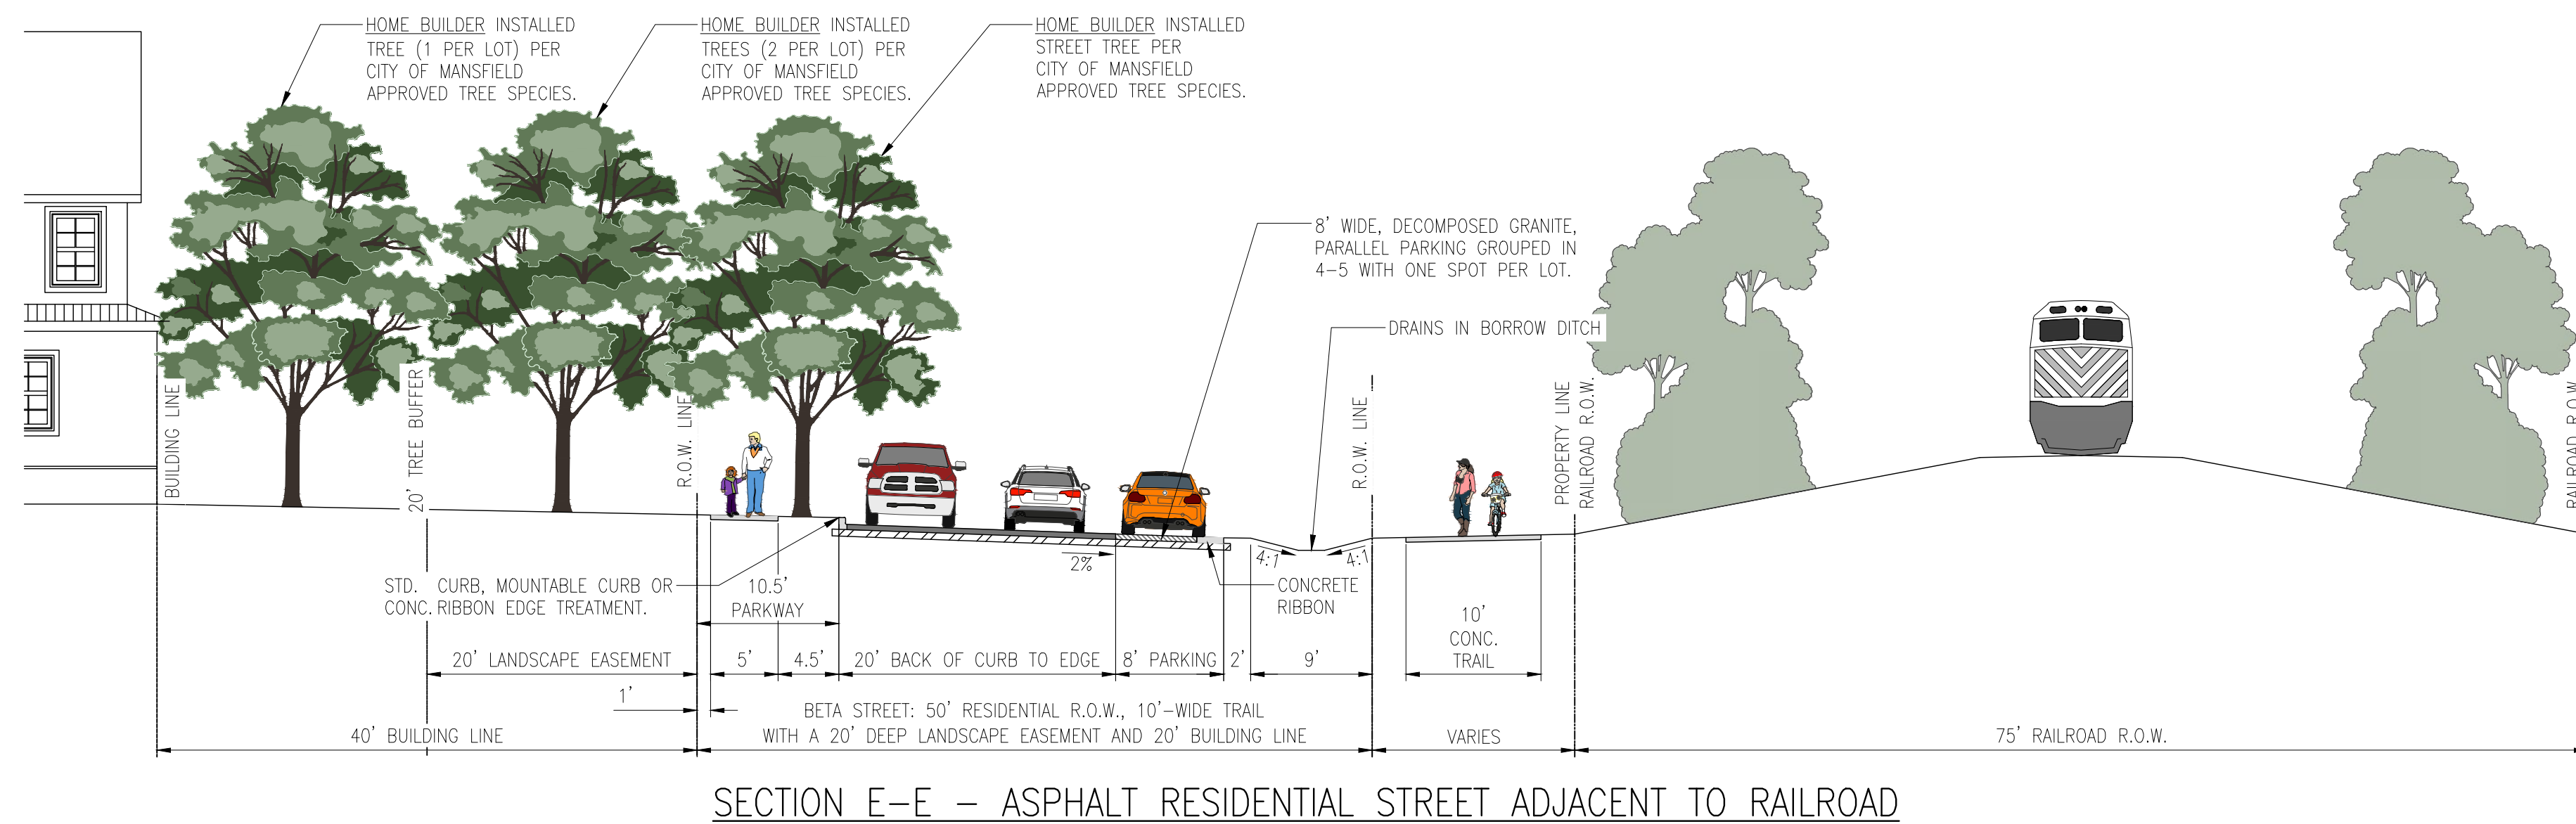 HOME BUILDER INSTALLED
TREE (1 PER LOT) PER
CITY OF MANSFIELD
APPROVED TREE SPECIES.
HOME BUILDER INSTALLED
TREES (2 PER LOT) PER
CITY OF MANSFIELD
APPROVED TREE SPECIES.
HOME BUILDER INSTALLED
STREET TREE PER
CITY OF MANSFIELD
APPROVED TREE SPECIES.
8' WIDE, DECOMPOSED GRANITE,
PARALLEL PARKING GROUPED IN
4-5 WITH ONE SPOT PER LOT.
DRAINS IN BORROW DITCH
BUILDING LINE
20' TREE BUFFER
R.O.W. LINE
R.O.W. LINE
PROPERTY LINE
RAILROAD R.O.W.
RAILROAD R.O.W.
2%
4:1
4:1
STD. CURB, MOUNTABLE CURB OR
CONC. RIBBON EDGE TREATMENT.
10.5'
PARKWAY
CONCRETE
RIBBON
10'
CONC.
TRAIL
20' LANDSCAPE EASEMENT
5'
4.5'
20' BACK OF CURB TO EDGE
8' PARKING
2'
9'
1'
BETA STREET: 50' RESIDENTIAL R.O.W., 10'-WIDE TRAIL
WITH A 20' DEEP LANDSCAPE EASEMENT AND 20' BUILDING LINE
40' BUILDING LINE
VARIES
75' RAILROAD R.O.W.
SECTION E-E - ASPHALT RESIDENTIAL STREET ADJACENT TO RAILROAD